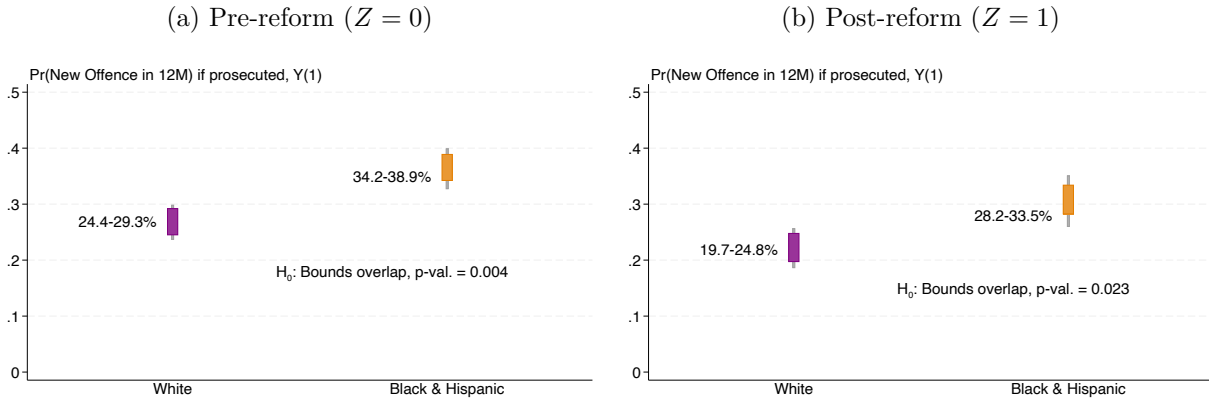 (a) Pre-reform (Z = 0)
Pr(New Offence in 12M) if prosecuted, Y(1)
.5
.4
.3
.2
.1
0
24.4-29.3%
34.2-38.9%
H₀: Bounds overlap, p-val. = 0.004
White
Black & Hispanic
(b) Post-reform (Z = 1)
Pr(New Offence in 12M) if prosecuted, Y(1)
.5
.4
.3
.2
.1
0
19.7-24.8%
28.2-33.5%
H₀: Bounds overlap, p-val. = 0.023
White
Black & Hispanic